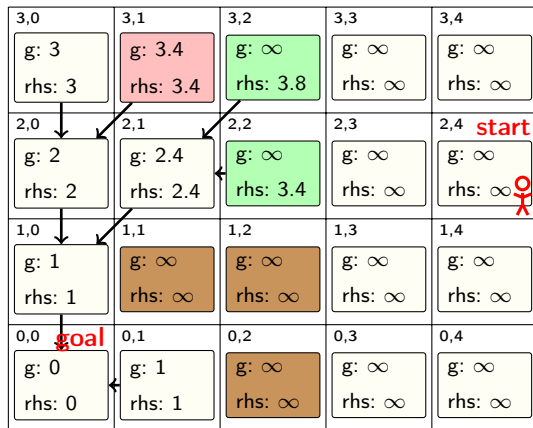 3,0 3,1 3,2 3,3 3,4
g: 3 g: 3.4 g: ∞ g: ∞ g: ∞
rhs: 3 rhs: 3.4 rhs: 3.8 rhs: ∞ rhs: ∞
2,0 2,1 2,2 2,3 2,4 start
g: 2 g: 2.4 g: ∞ g: ∞ g: ∞
rhs: 2 rhs: 2.4 rhs: 3.4 rhs: ∞ rhs: ∞
1,0 1,1 1,2 1,3 1,4
g: 1 g: ∞ g: ∞ g: ∞ g: ∞
rhs: 1 rhs: ∞ rhs: ∞ rhs: ∞ rhs: ∞
0,0 goal 0,1 0,2 0,3 0,4
g: 0 g: 1 g: ∞ g: ∞ g: ∞
rhs: 0 rhs: 1 rhs: ∞ rhs: ∞ rhs: ∞